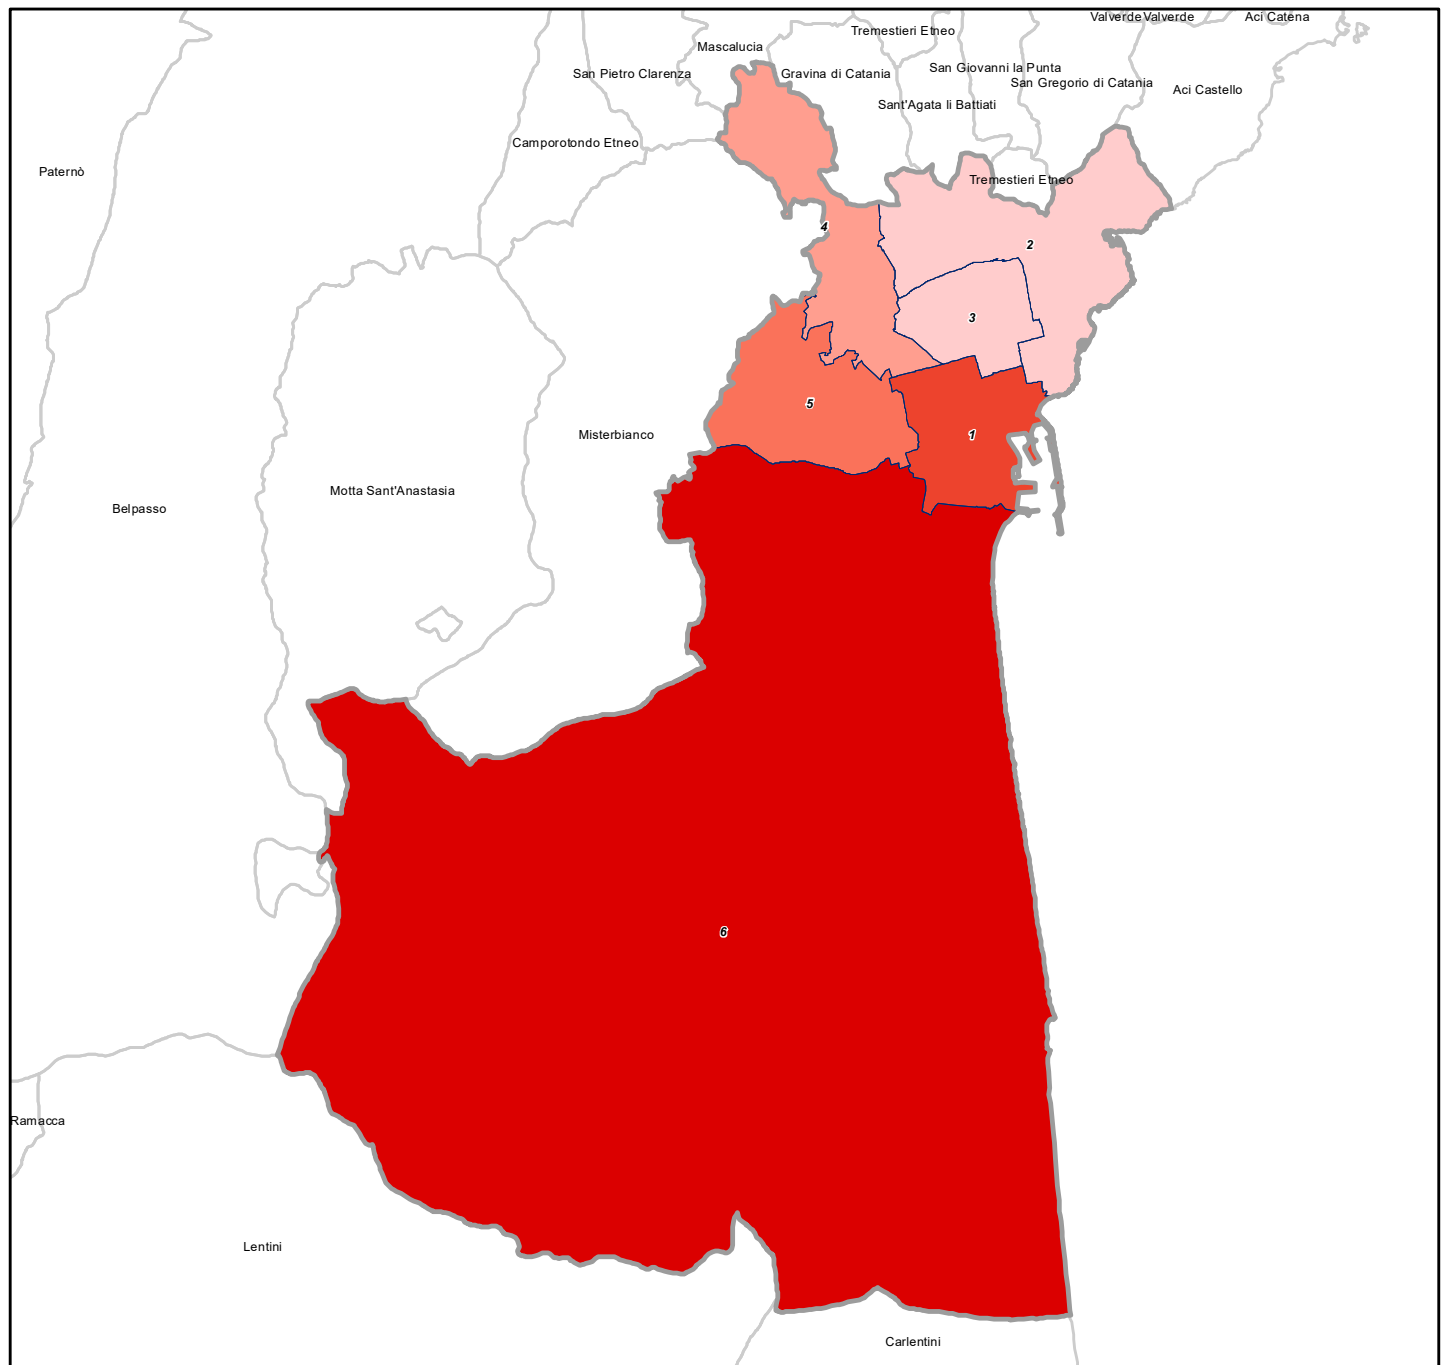 Valverde Valverde
Aci Catena
Tremestieri Etneo
Mascalucia
San Pietro Clarenza
Gravina di Catania
San Giovanni la Punta
San Gregorio di Catania
Aci Castello
Sant'Agata li Battiati
Camporotondo Etneo
Paternò
Tremestieri Etneo
4
2
3
5
1
Misterbianco
Motta Sant'Anastasia
Belpasso
6
Ramacca
Lentini
Carlentini